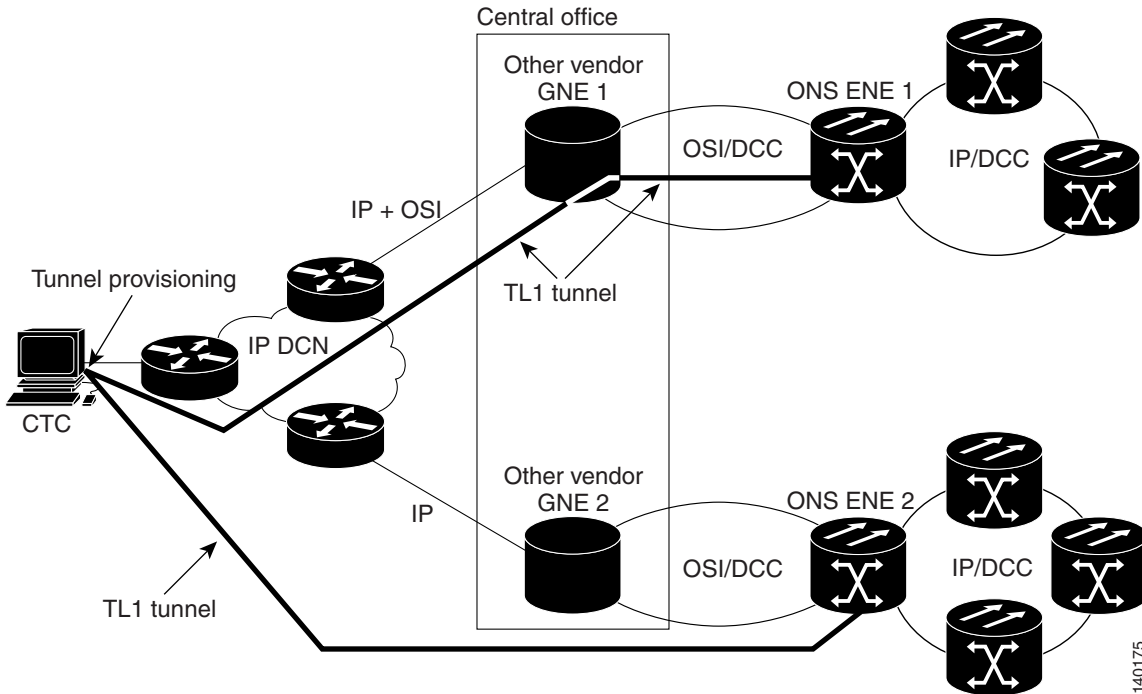 Central office
Other vendor
GNE 1
ONS ENE 1
OSI/DCC
IP/DCC
IP + OSI
Tunnel provisioning
TL1 tunnel
IP DCN
CTC
Other vendor
GNE 2
ONS ENE 2
IP
OSI/DCC
IP/DCC
TL1 tunnel
140175